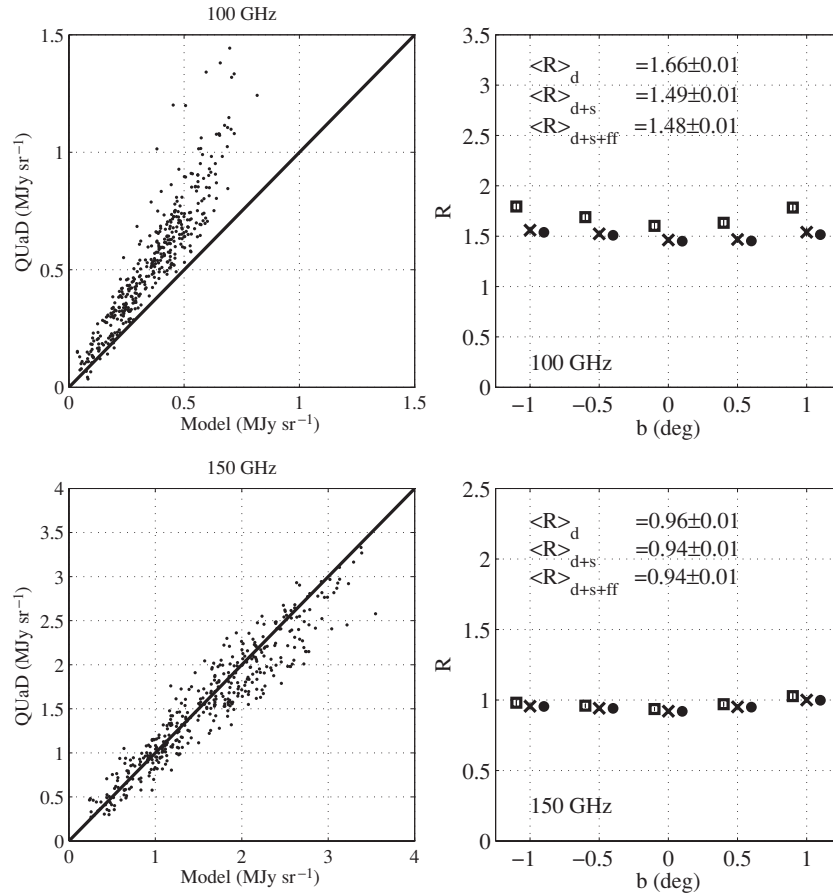 100 GHz
QUaD (MJy sr⁻¹)
1.5
1
0.5
0
0 0.5 1 1.5
Model (MJy sr⁻¹)
<R>d =1.66±0.01
<R>d+s =1.49±0.01
<R>d+s+ff =1.48±0.01
R
3.5
3
2.5
2
1.5
1
0.5
0
100 GHz
−1 −0.5 0 0.5 1
b (deg)
150 GHz
QUaD (MJy sr⁻¹)
4
3.5
3
2.5
2
1.5
1
0.5
0
0 1 2 3 4
Model (MJy sr⁻¹)
<R>d =0.96±0.01
<R>d+s =0.94±0.01
<R>d+s+ff =0.94±0.01
R
2.5
2
1.5
1
0.5
0
150 GHz
−1 −0.5 0 0.5 1
b (deg)